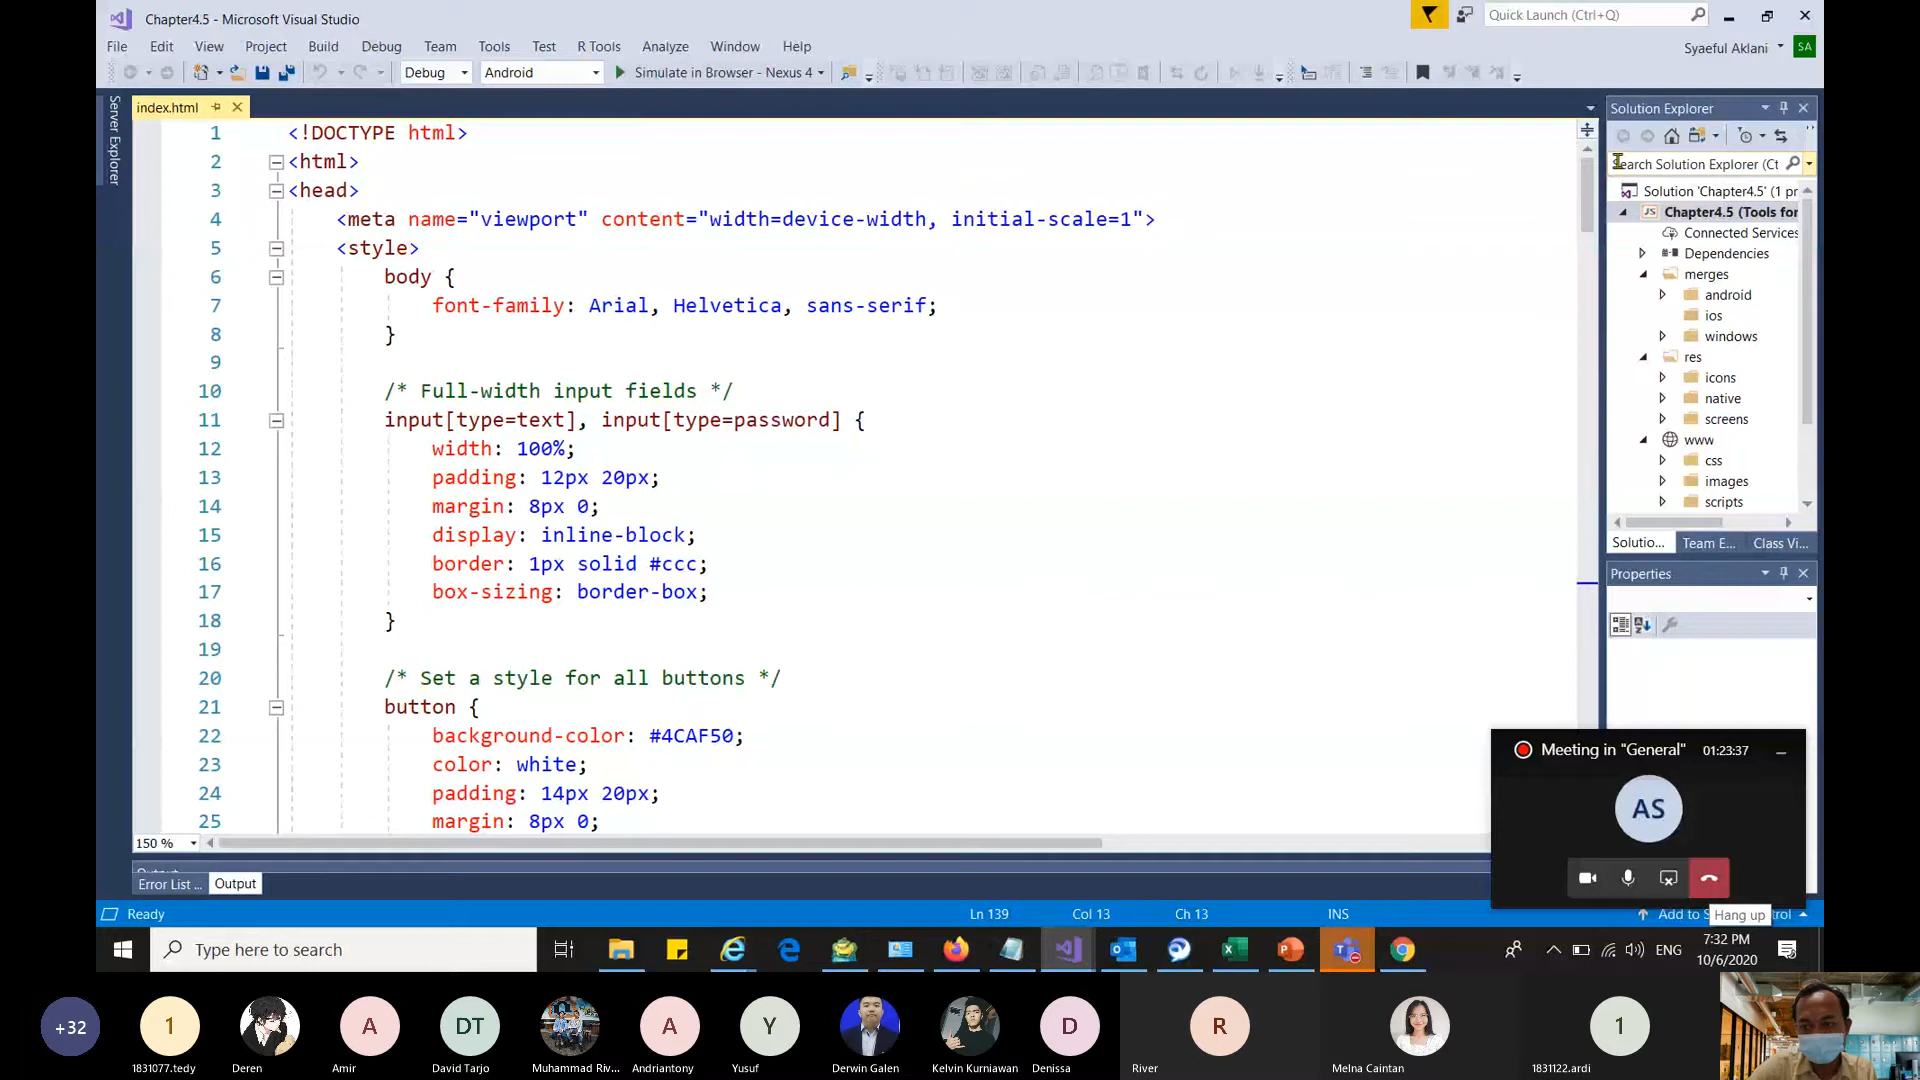 Chapter4.5 - Microsoft Visual Studio
Quick Launch (Ctrl+Q)
File Edit View Project Build Debug Team Tools Test R Tools Analyze Window Help
Syaeful Aklani SA
Debug Android Simulate in Browser - Nexus 4
Server Explorer
index.html
1 <!DOCTYPE html>
2 <html>
3 <head>
4 <meta name="viewport" content="width=device-width, initial-scale=1">
5 <style>
6 body {
7 font-family: Arial, Helvetica, sans-serif;
8 }
9
10 /* Full-width input fields */
11 input[type=text], input[type=password] {
12 width: 100%;
13 padding: 12px 20px;
14 margin: 8px 0;
15 display: inline-block;
16 border: 1px solid #ccc;
17 box-sizing: border-box;
18 }
19
20 /* Set a style for all buttons */
21 button {
22 background-color: #4CAF50;
23 color: white;
24 padding: 14px 20px;
25 margin: 8px 0;
150 %
Error List ... Output
Solution Explorer
Search Solution Explorer (Ct
Solution 'Chapter4.5' (1 pr
JS Chapter4.5 (Tools for
Connected Services
Dependencies
merges
android
ios
windows
res
icons
native
screens
www
css
images
scripts
Solutio... Team E... Class Vi...
Properties
Meeting in "General" 01:23:37
AS
Hang up
Ready Ln 139 Col 13 Ch 13 INS Add to S
Type here to search
ENG
7:32 PM
10/6/2020
+32
1 A DT A Y D R 1
1831077.tedy Deren Amir David Tarjo Muhammad Riv... Andriantony Yusuf Derwin Galen Kelvin Kurniawan Denissa River Melna Caintan 1831122.ardi